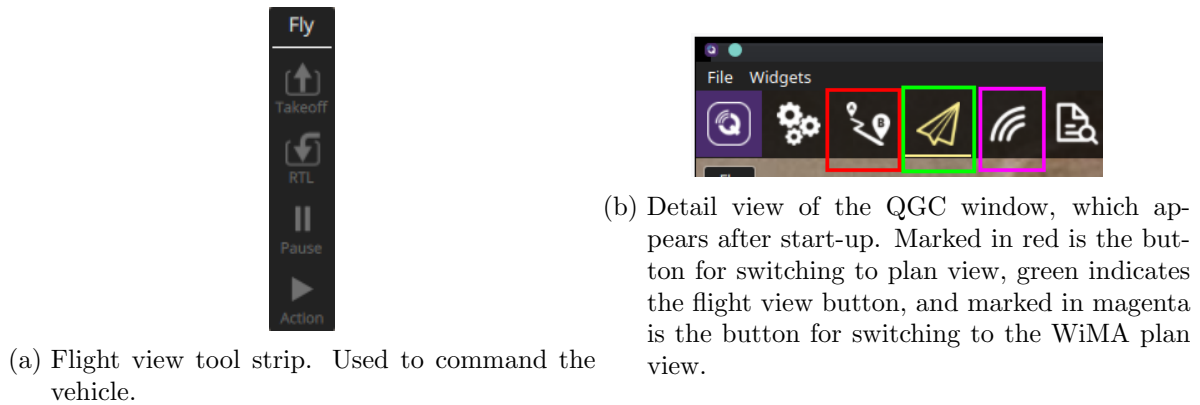 Fly
Takeoff
RTL
Pause
Action
(a) Flight view tool strip. Used to command the
vehicle.
File Widgets
A
B
(b) Detail view of the QGC window, which ap-
pears after start-up. Marked in red is the but-
ton for switching to plan view, green indicates
the flight view button, and marked in magenta
is the button for switching to the WiMA plan
view.